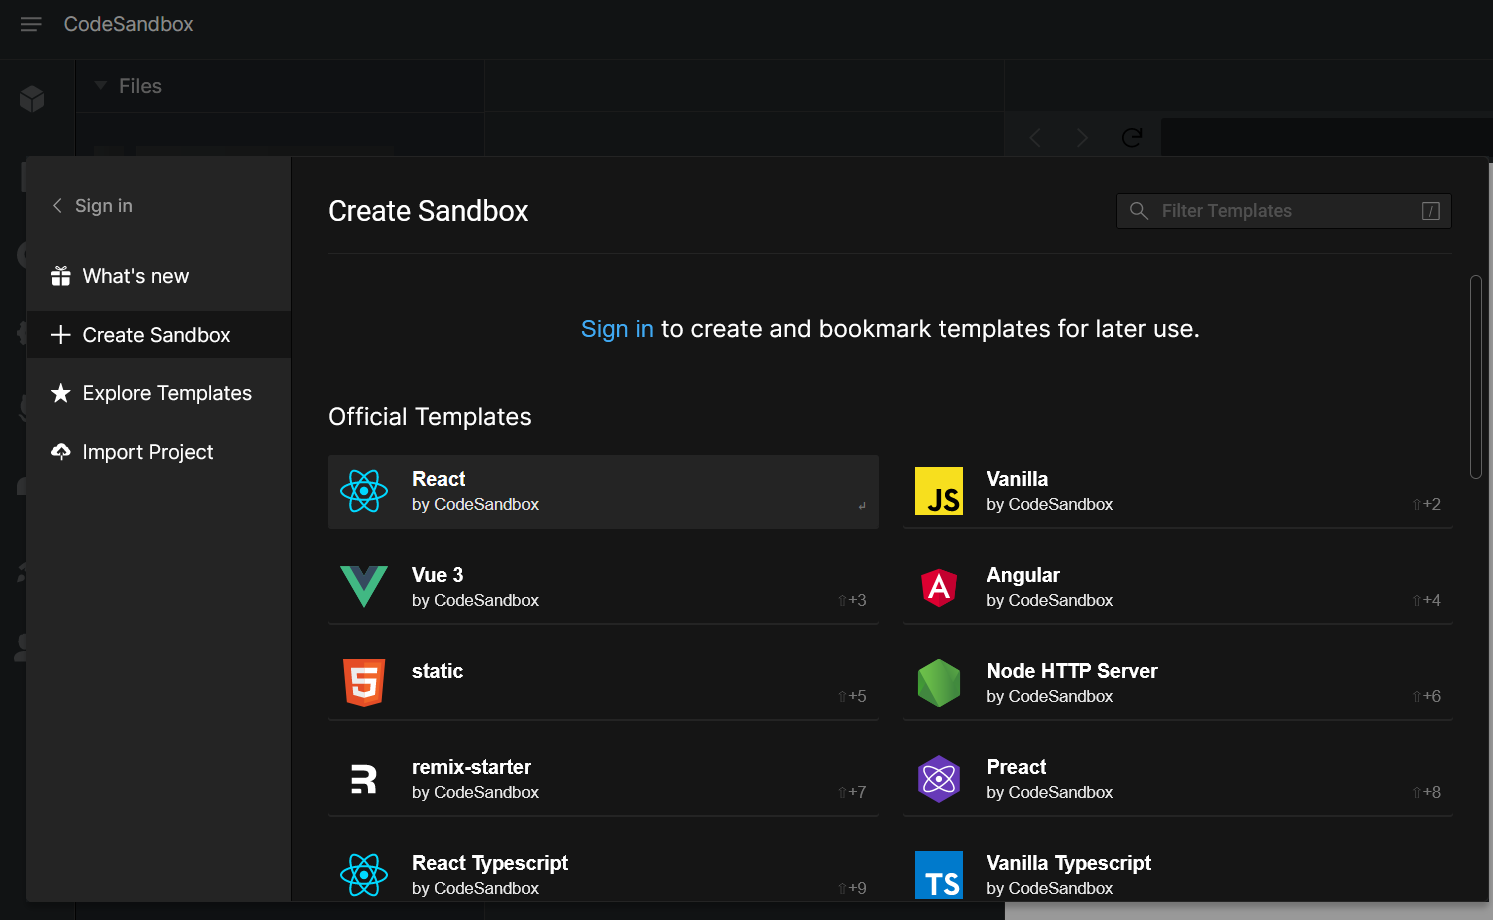 CodeSandbox
Files
Sign in
What's new
Create Sandbox
Explore Templates
Import Project
Create Sandbox
Filter Templates
/
Sign in to create and bookmark templates for later use.
Official Templates
React
by CodeSandbox
↵
JS
Vanilla
by CodeSandbox
⇧+2
Vue 3
by CodeSandbox
⇧+3
A
Angular
by CodeSandbox
⇧+4
5
static
⇧+5
Node HTTP Server
by CodeSandbox
⇧+6
R
remix-starter
by CodeSandbox
⇧+7
Preact
by CodeSandbox
⇧+8
React Typescript
by CodeSandbox
⇧+9
TS
Vanilla Typescript
by CodeSandbox